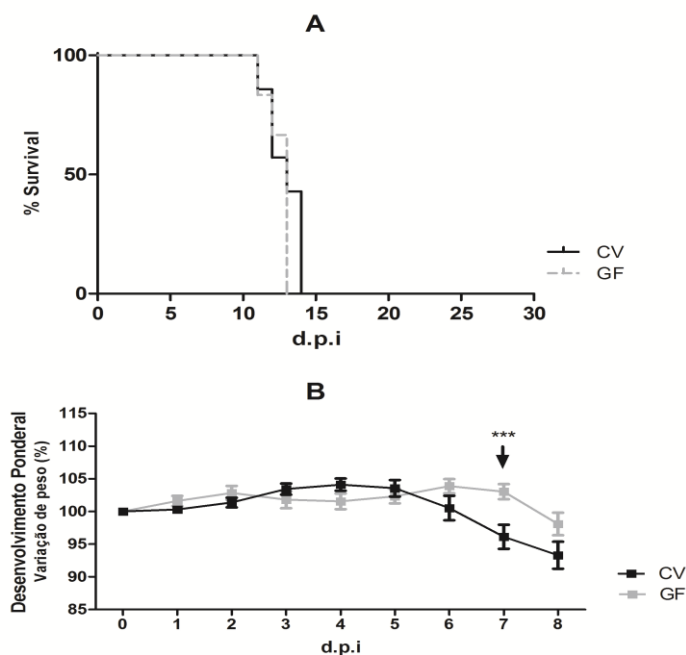 A
% Survival
100
50
0
0 5 10 15 20 25 30
d.p.i
CV
GF
B
Desenvolvimento Ponderal
Variação de peso (%)
115
110
105
100
95
90
85
***
0 1 2 3 4 5 6 7 8
d.p.i
CV
GF